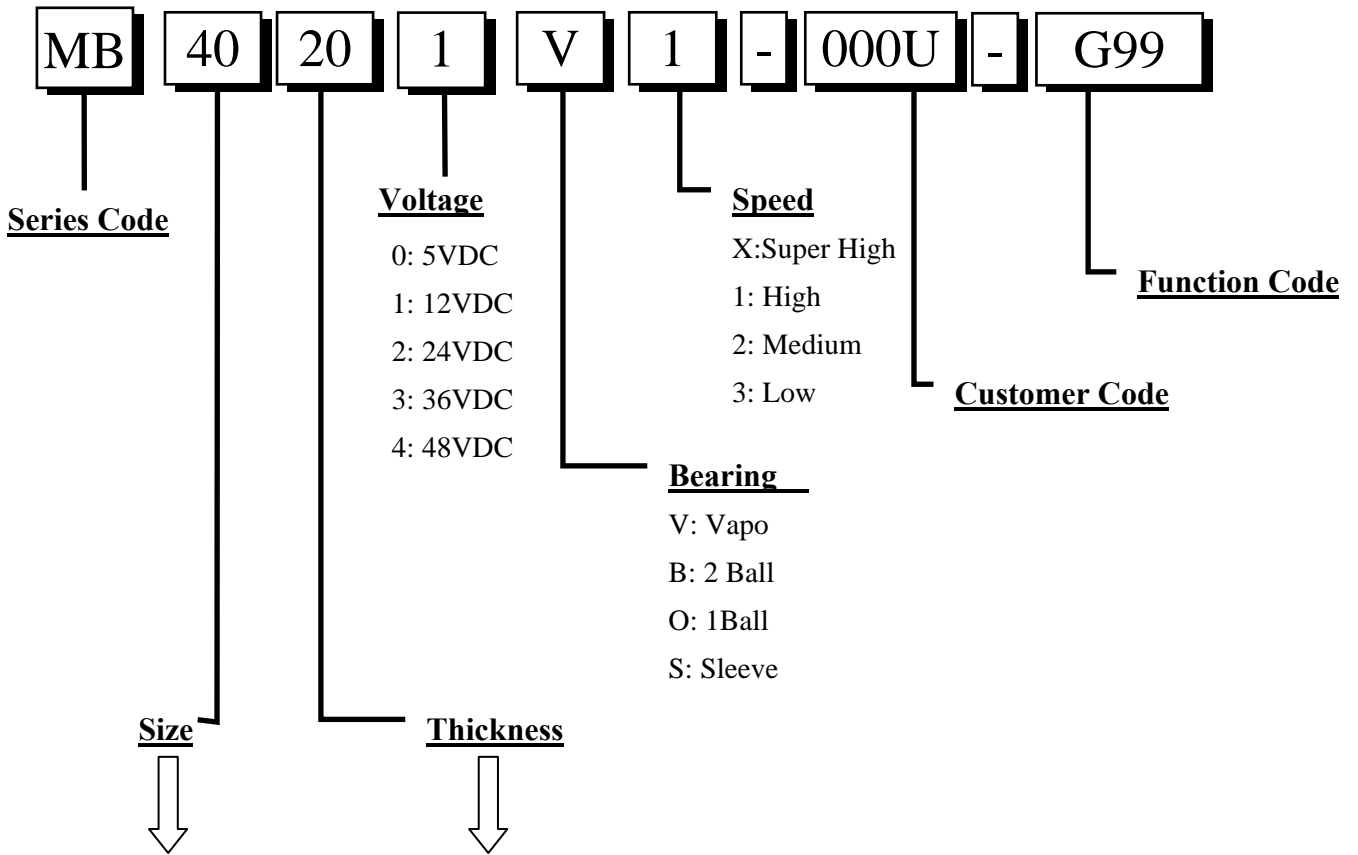 MB 40 20 1 V 1 - 000U - G99
Series Code
Voltage
0: 5VDC
1: 12VDC
2: 24VDC
3: 36VDC
4: 48VDC
Speed
X:Super High
1: High
2: Medium
3: Low
Function Code
Customer Code
Bearing
V: Vapo
B: 2 Ball
O: 1Ball
S: Sleeve
Size
Thickness